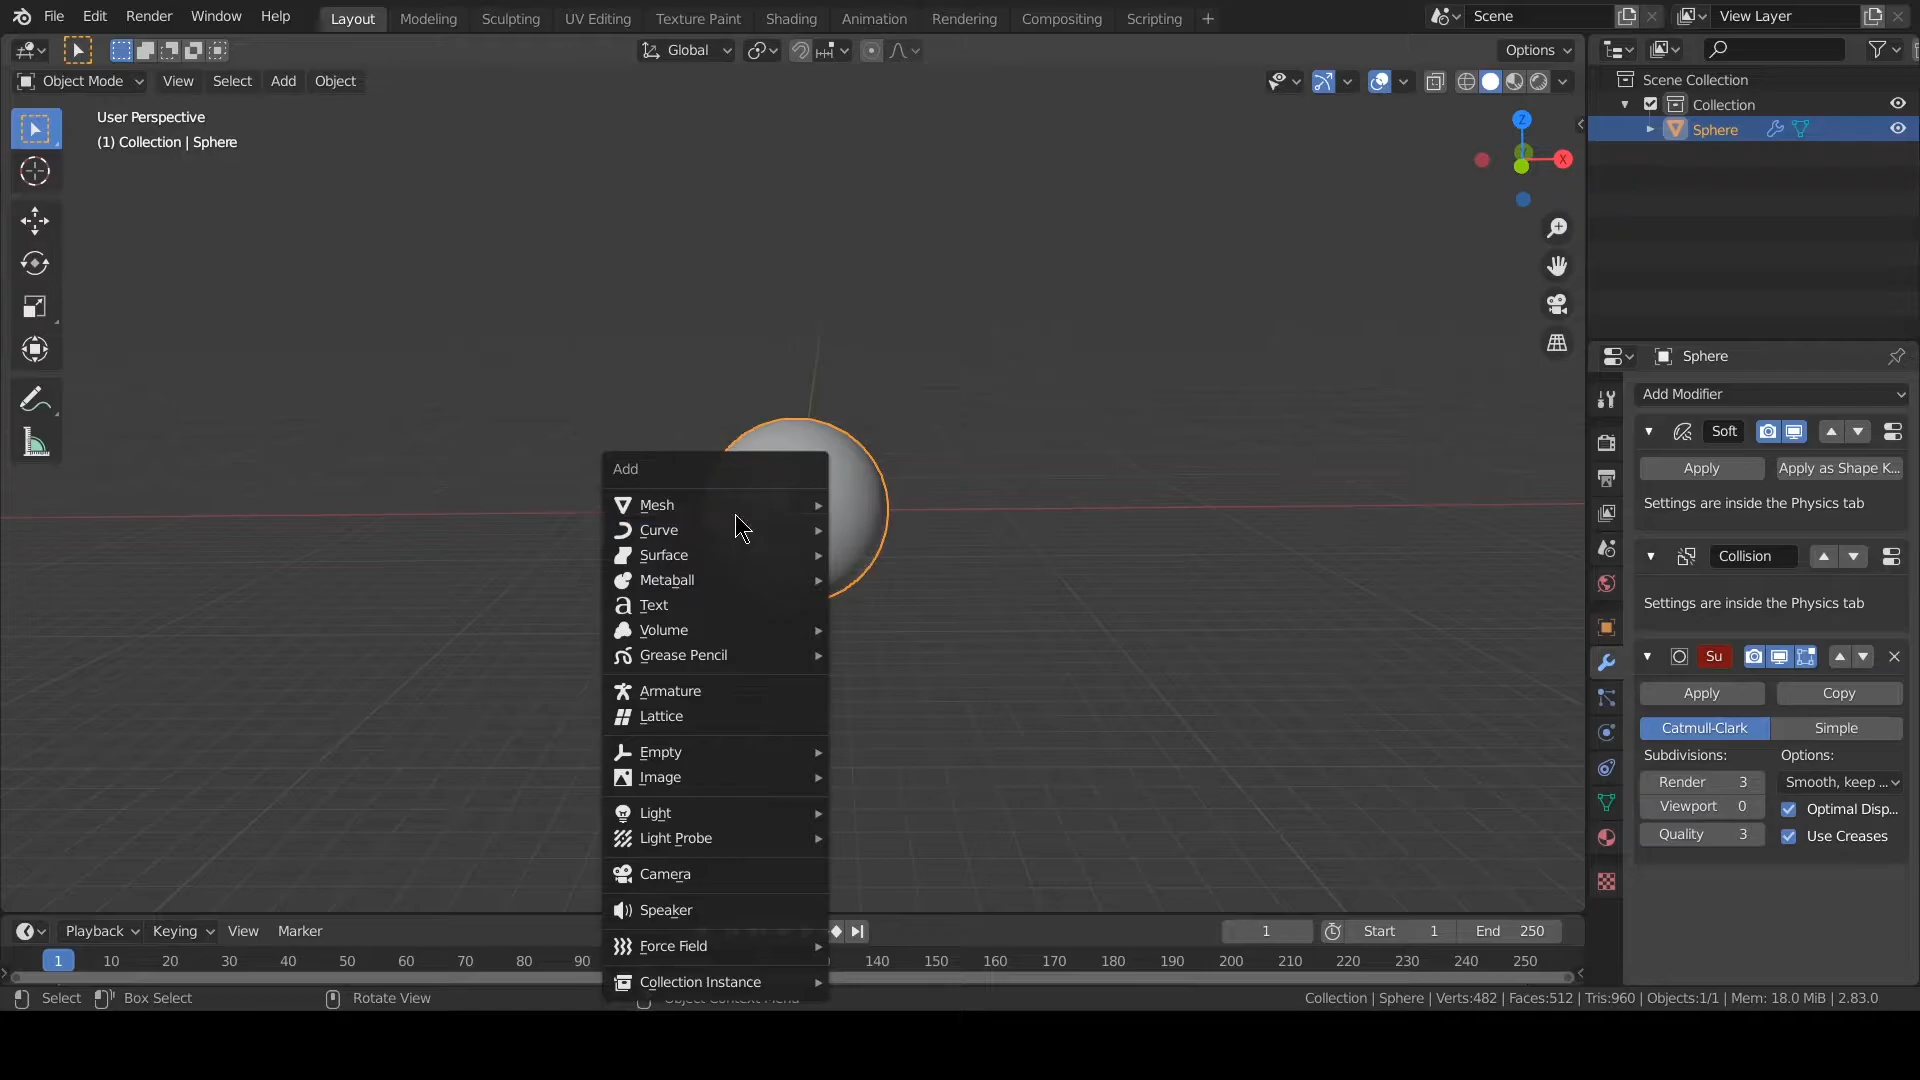 File Edit Render Window Help Layout Modeling Sculpting UV Editing Texture Paint Shading Animation Rendering Compositing Scripting + Scene View Layer
Global Options
Object Mode View Select Add Object
Scene Collection
Collection
Sphere
User Perspective
(1) Collection | Sphere
Z
X
Add
Mesh
Curve
Surface
Metaball
Text
Volume
Grease Pencil
Armature
Lattice
Empty
Image
Light
Light Probe
Camera
Speaker
Force Field
Collection Instance
Sphere
Add Modifier
Soft
Apply Apply as Shape K...
Settings are inside the Physics tab
Collision
Settings are inside the Physics tab
Su
Apply Copy
Catmull-Clark Simple
Subdivisions: Options:
Render 3 Smooth, keep ...
Viewport 0 Optimal Disp...
Quality 3 Use Creases
Playback Keying View Marker 1 Start 1 End 250
1 10 20 30 40 50 60 70 80 90 140 150 160 170 180 190 200 210 220 230 240 250
Select Box Select Rotate View Object Context Menu Collection | Sphere | Verts:482 | Faces:512 | Tris:960 | Objects:1/1 | Mem: 18.0 MiB | 2.83.0